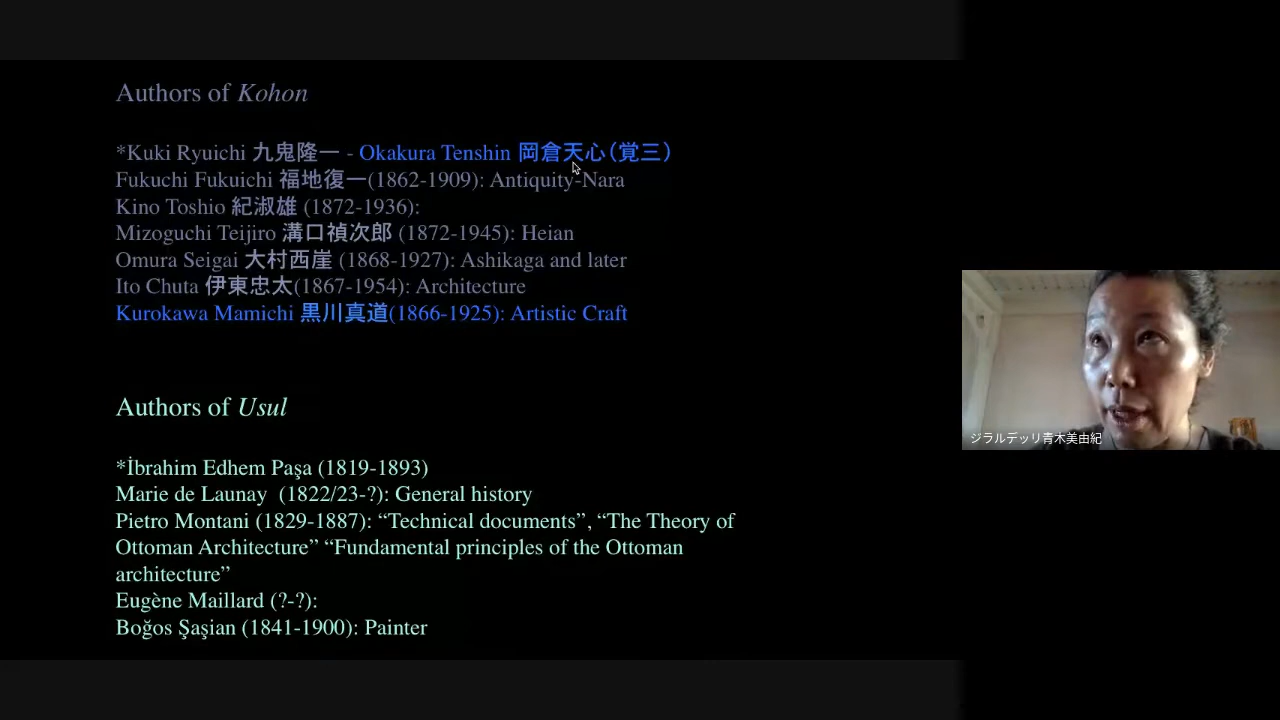 Authors of Kohon
*Kuki Ryuichi 九鬼隆一 - Okakura Tenshin 岡倉天心(覚三)
Fukuchi Fukuichi 福地復一(1862-1909): Antiquity-Nara
Kino Toshio 紀淑雄 (1872-1936):
Mizoguchi Teijiro 溝口禎次郎 (1872-1945): Heian
Omura Seigai 大村西崖 (1868-1927): Ashikaga and later
Ito Chuta 伊東忠太(1867-1954): Architecture
Kurokawa Mamichi 黒川真道(1866-1925): Artistic Craft
Authors of Usul
*İbrahim Edhem Paşa (1819-1893)
Marie de Launay (1822/23-?): General history
Pietro Montani (1829-1887): “Technical documents”, “The Theory of
Ottoman Architecture” “Fundamental principles of the Ottoman
architecture”
Eugène Maillard (?-?):
Boğos Şaşian (1841-1900): Painter
ジラルデッリ青木美由紀